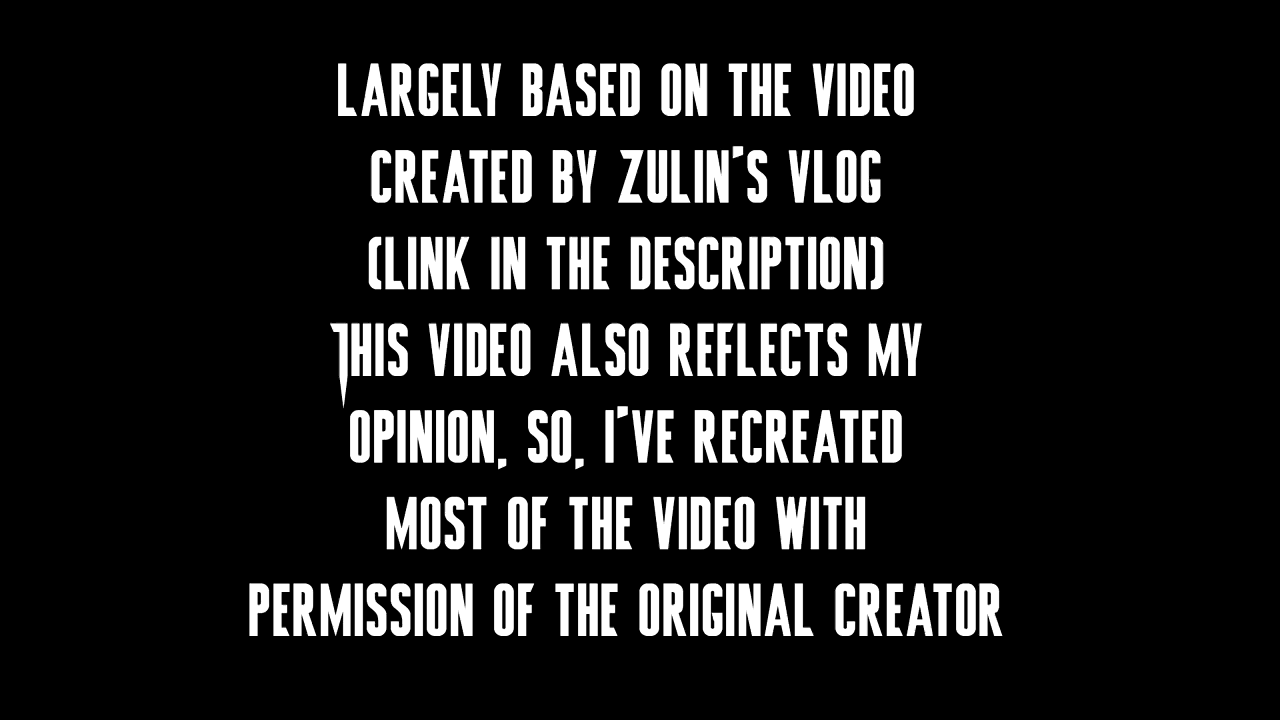 LARGELY BASED ON THE VIDEO
CREATED BY ZULIN'S VLOG
(LINK IN THE DESCRIPTION)
THIS VIDEO ALSO REFLECTS MY
OPINION, SO, I'VE RECREATED
MOST OF THE VIDEO WITH
PERMISSION OF THE ORIGINAL CREATOR